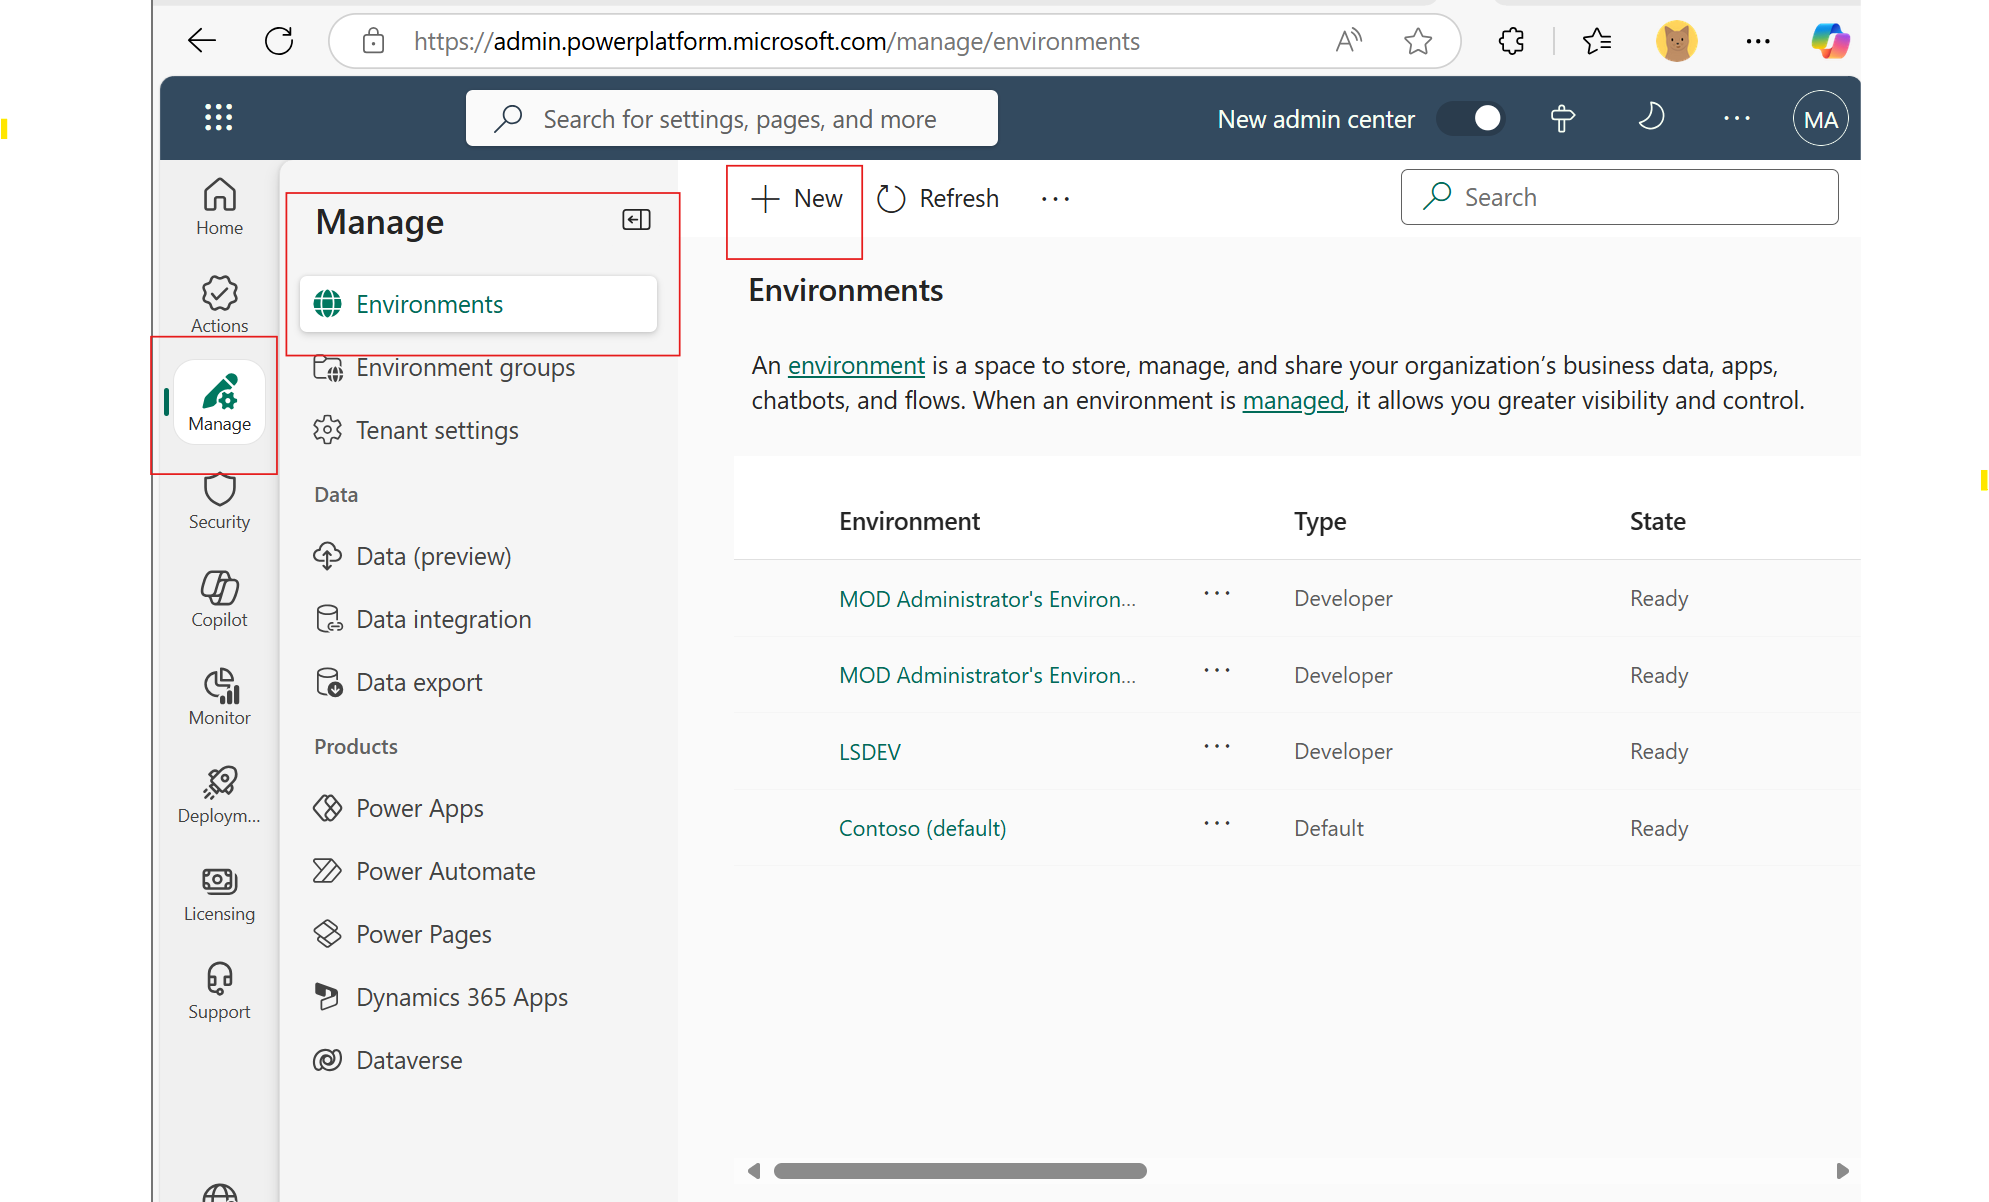 https://admin.powerplatform.microsoft.com/manage/environments
Search for settings, pages, and more
New admin center
MA
Home
Actions
Manage
Security
Copilot
Monitor
Deploym...
Licensing
Support
Manage
Environments
Environment groups
Tenant settings
Data
Data (preview)
Data integration
Data export
Products
Power Apps
Power Automate
Power Pages
Dynamics 365 Apps
Dataverse
New
Refresh
Search
Environments
An environment is a space to store, manage, and share your organization’s business data, apps,
chatbots, and flows. When an environment is managed, it allows you greater visibility and control.
Environment Type State
MOD Administrator's Environ... Developer Ready
MOD Administrator's Environ... Developer Ready
LSDEV Developer Ready
Contoso (default) Default Ready